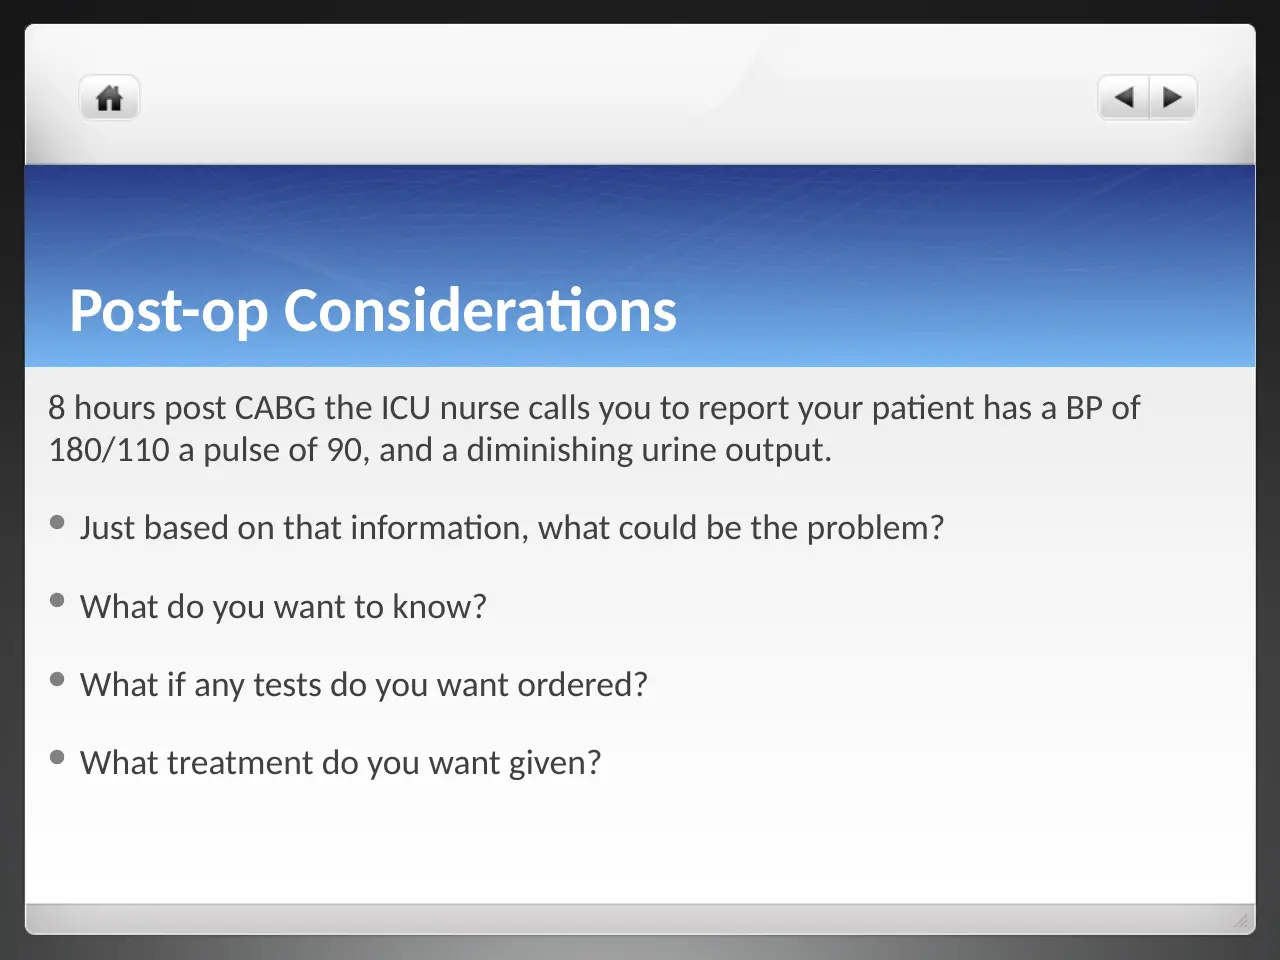 Post-op Considerations
8 hours post CABG the ICU nurse calls you to report your patient has a BP of
180/110 a pulse of 90, and a diminishing urine output.
• Just based on that information, what could be the problem?
• What do you want to know?
• What if any tests do you want ordered?
• What treatment do you want given?